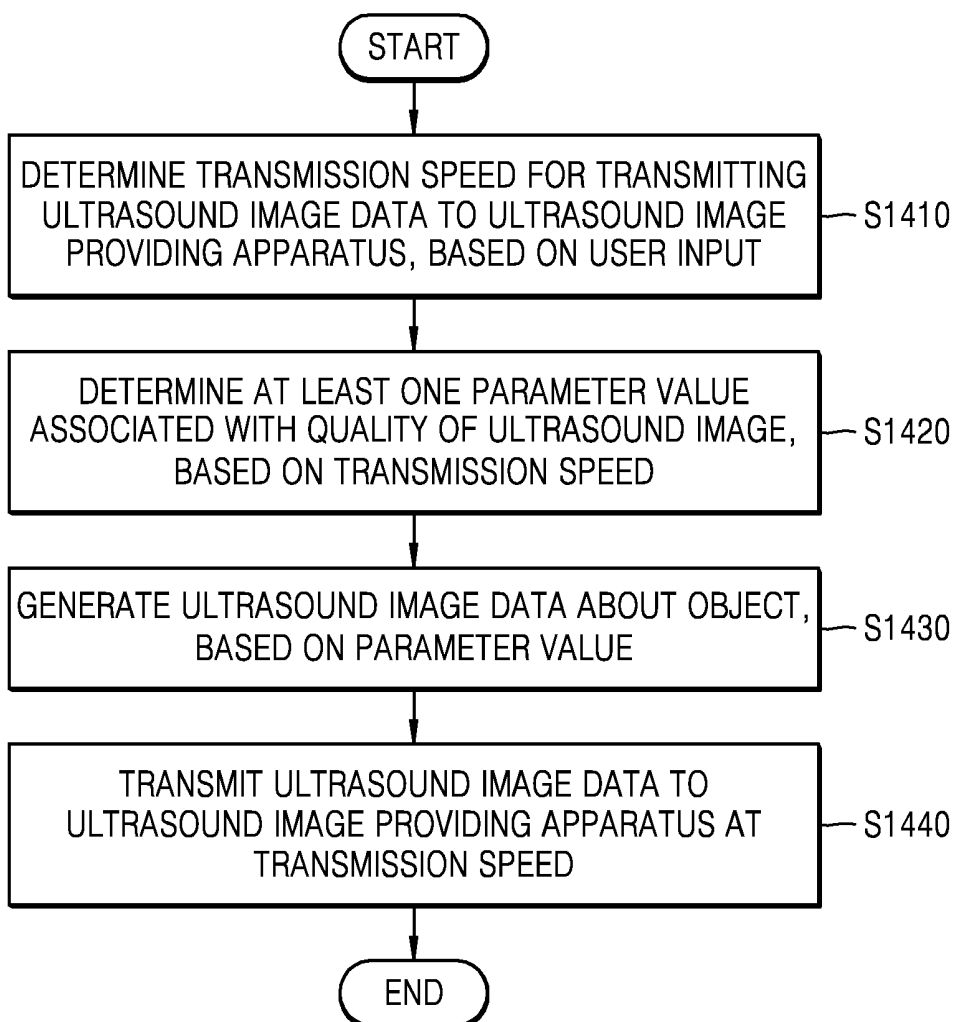 START
DETERMINE TRANSMISSION SPEED FOR TRANSMITTING
ULTRASOUND IMAGE DATA TO ULTRASOUND IMAGE
PROVIDING APPARATUS, BASED ON USER INPUT
S1410
DETERMINE AT LEAST ONE PARAMETER VALUE
ASSOCIATED WITH QUALITY OF ULTRASOUND IMAGE,
BASED ON TRANSMISSION SPEED
S1420
GENERATE ULTRASOUND IMAGE DATA ABOUT OBJECT,
BASED ON PARAMETER VALUE
S1430
TRANSMIT ULTRASOUND IMAGE DATA TO
ULTRASOUND IMAGE PROVIDING APPARATUS AT
TRANSMISSION SPEED
S1440
END